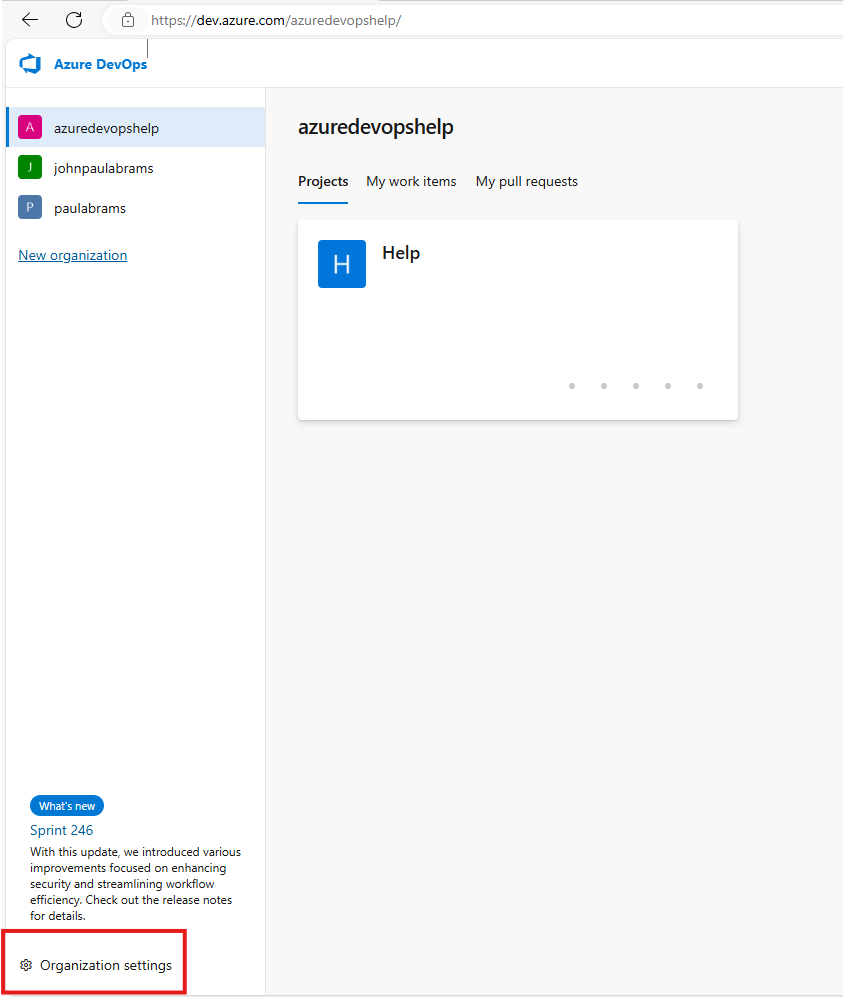 https://dev.azure.com/azuredevopshelp/
Azure DevOps
A azuredevopshelp
J johnpaulabrams
P paulabrams
New organization
azuredevopshelp
Projects My work items My pull requests
H Help
What's new
Sprint 246
With this update, we introduced various
improvements focused on enhancing
security and streamlining workflow
efficiency. Check out the release notes
for details.
Organization settings